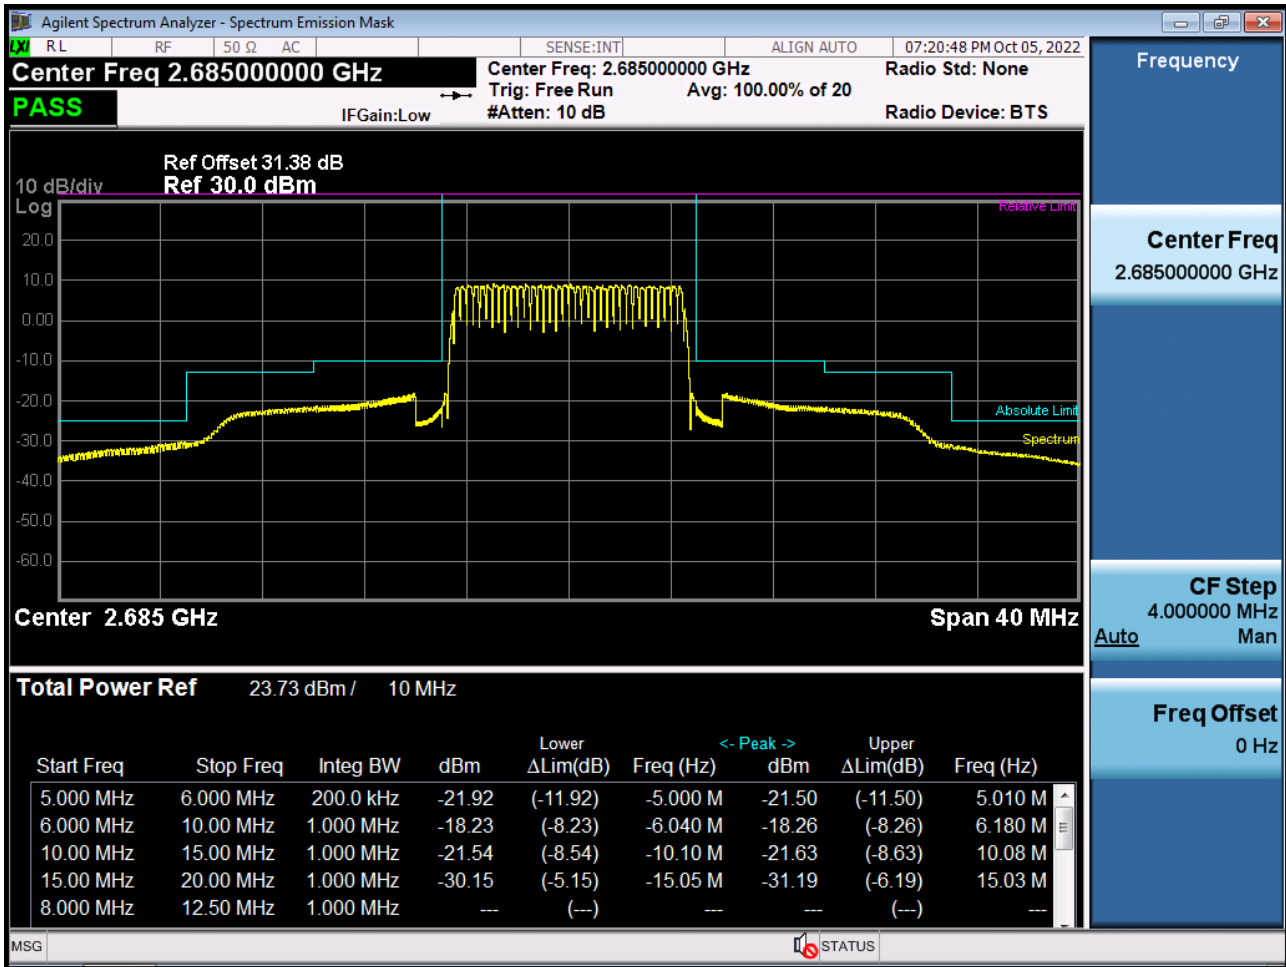 Agilent Spectrum Analyzer - Spectrum Emission Mask
LXI RL RF 50 Ω AC SENSE:INT ALIGN AUTO 07:20:48 PM Oct 05, 2022
Center Freq 2.685000000 GHz Center Freq: 2.685000000 GHz Radio Std: None
Trig: Free Run Avg: 100.00% of 20
PASS IFGain:Low #Atten: 10 dB Radio Device: BTS
Ref Offset 31.38 dB
10 dB/div Ref 30.0 dBm
Log
Relative Limit
20.0
10.0
0.00
-10.0
-20.0
Absolute Limit
-30.0
Spectrum
-40.0
-50.0
-60.0
Center 2.685 GHz Span 40 MHz
Total Power Ref 23.73 dBm / 10 MHz
Lower <- Peak -> Upper
Start Freq Stop Freq Integ BW dBm ΔLim(dB) Freq (Hz) dBm ΔLim(dB) Freq (Hz)
5.000 MHz 6.000 MHz 200.0 kHz -21.92 (-11.92) -5.000 M -21.50 (-11.50) 5.010 M
6.000 MHz 10.00 MHz 1.000 MHz -18.23 (-8.23) -6.040 M -18.26 (-8.26) 6.180 M
10.00 MHz 15.00 MHz 1.000 MHz -21.54 (-8.54) -10.10 M -21.63 (-8.63) 10.08 M
15.00 MHz 20.00 MHz 1.000 MHz -30.15 (-5.15) -15.05 M -31.19 (-6.19) 15.03 M
8.000 MHz 12.50 MHz 1.000 MHz --- (---) --- --- (---) ---
MSG STATUS
Frequency
Center Freq
2.685000000 GHz
CF Step
4.000000 MHz
Auto Man
Freq Offset
0 Hz